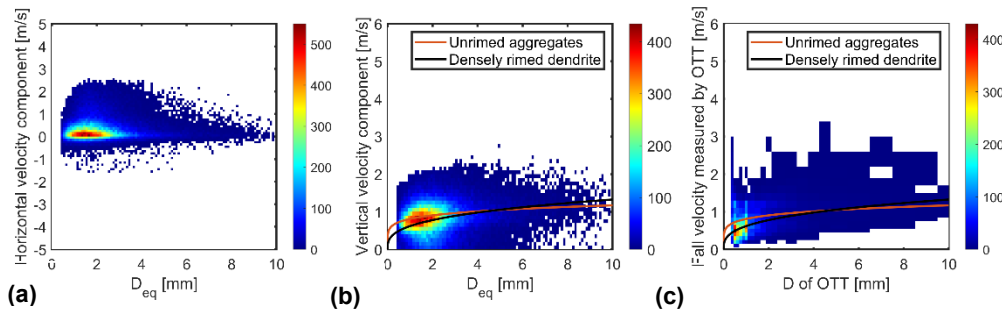 Horizontal velocity component [m/s]
5
4
3
2
1
0
-1
-2
-3
-4
-5
0 2 4 6 8 10
D_eq [mm]
500
400
300
200
100
0
(a)
Vertical velocity component [m/s]
6
5
4
3
2
1
0
Unrimed aggregates
Densely rimed dendrite
0 2 4 6 8 10
D_eq [mm]
400
300
200
100
0
(b)
Fall velocity measured by OTT [m/s]
6
5
4
3
2
1
0
Unrimed aggregates
Densely rimed dendrite
0 2 4 6 8 10
D of OTT [mm]
400
300
200
100
0
(c)